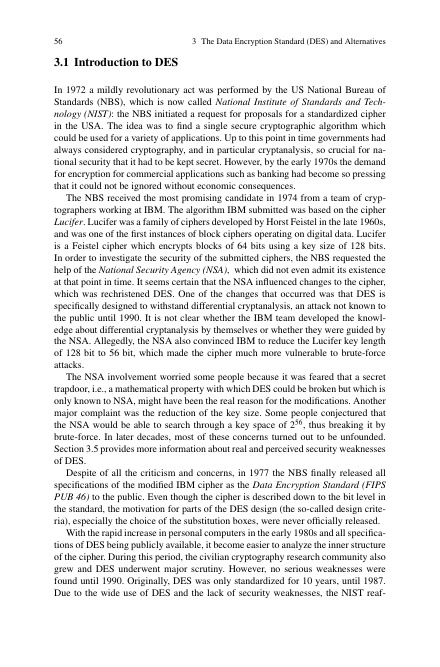 56 3 The Data Encryption Standard (DES) and Alternatives
3.1 Introduction to DES
In 1972 a mildly revolutionary act was performed by the US National Bureau of
Standards (NBS), which is now called National Institute of Standards and Tech-
nology (NIST): the NBS initiated a request for proposals for a standardized cipher
in the USA. The idea was to find a single secure cryptographic algorithm which
could be used for a variety of applications. Up to this point in time governments had
always considered cryptography, and in particular cryptanalysis, so crucial for na-
tional security that it had to be kept secret. However, by the early 1970s the demand
for encryption for commercial applications such as banking had become so pressing
that it could not be ignored without economic consequences.
The NBS received the most promising candidate in 1974 from a team of cryp-
tographers working at IBM. The algorithm IBM submitted was based on the cipher
Lucifer. Lucifer was a family of ciphers developed by Horst Feistel in the late 1960s,
and was one of the first instances of block ciphers operating on digital data. Lucifer
is a Feistel cipher which encrypts blocks of 64 bits using a key size of 128 bits.
In order to investigate the security of the submitted ciphers, the NBS requested the
help of the National Security Agency (NSA), which did not even admit its existence
at that point in time. It seems certain that the NSA influenced changes to the cipher,
which was rechristened DES. One of the changes that occurred was that DES is
specifically designed to withstand differential cryptanalysis, an attack not known to
the public until 1990. It is not clear whether the IBM team developed the knowl-
edge about differential cryptanalysis by themselves or whether they were guided by
the NSA. Allegedly, the NSA also convinced IBM to reduce the Lucifer key length
of 128 bit to 56 bit, which made the cipher much more vulnerable to brute-force
attacks.
The NSA involvement worried some people because it was feared that a secret
trapdoor, i.e., a mathematical property with which DES could be broken but which is
only known to NSA, might have been the real reason for the modifications. Another
major complaint was the reduction of the key size. Some people conjectured that
the NSA would be able to search through a key space of 2⁵⁶, thus breaking it by
brute-force. In later decades, most of these concerns turned out to be unfounded.
Section 3.5 provides more information about real and perceived security weaknesses
of DES.
Despite of all the criticism and concerns, in 1977 the NBS finally released all
specifications of the modified IBM cipher as the Data Encryption Standard (FIPS
PUB 46) to the public. Even though the cipher is described down to the bit level in
the standard, the motivation for parts of the DES design (the so-called design crite-
ria), especially the choice of the substitution boxes, were never officially released.
With the rapid increase in personal computers in the early 1980s and all specifica-
tions of DES being publicly available, it become easier to analyze the inner structure
of the cipher. During this period, the civilian cryptography research community also
grew and DES underwent major scrutiny. However, no serious weaknesses were
found until 1990. Originally, DES was only standardized for 10 years, until 1987.
Due to the wide use of DES and the lack of security weaknesses, the NIST reaf-